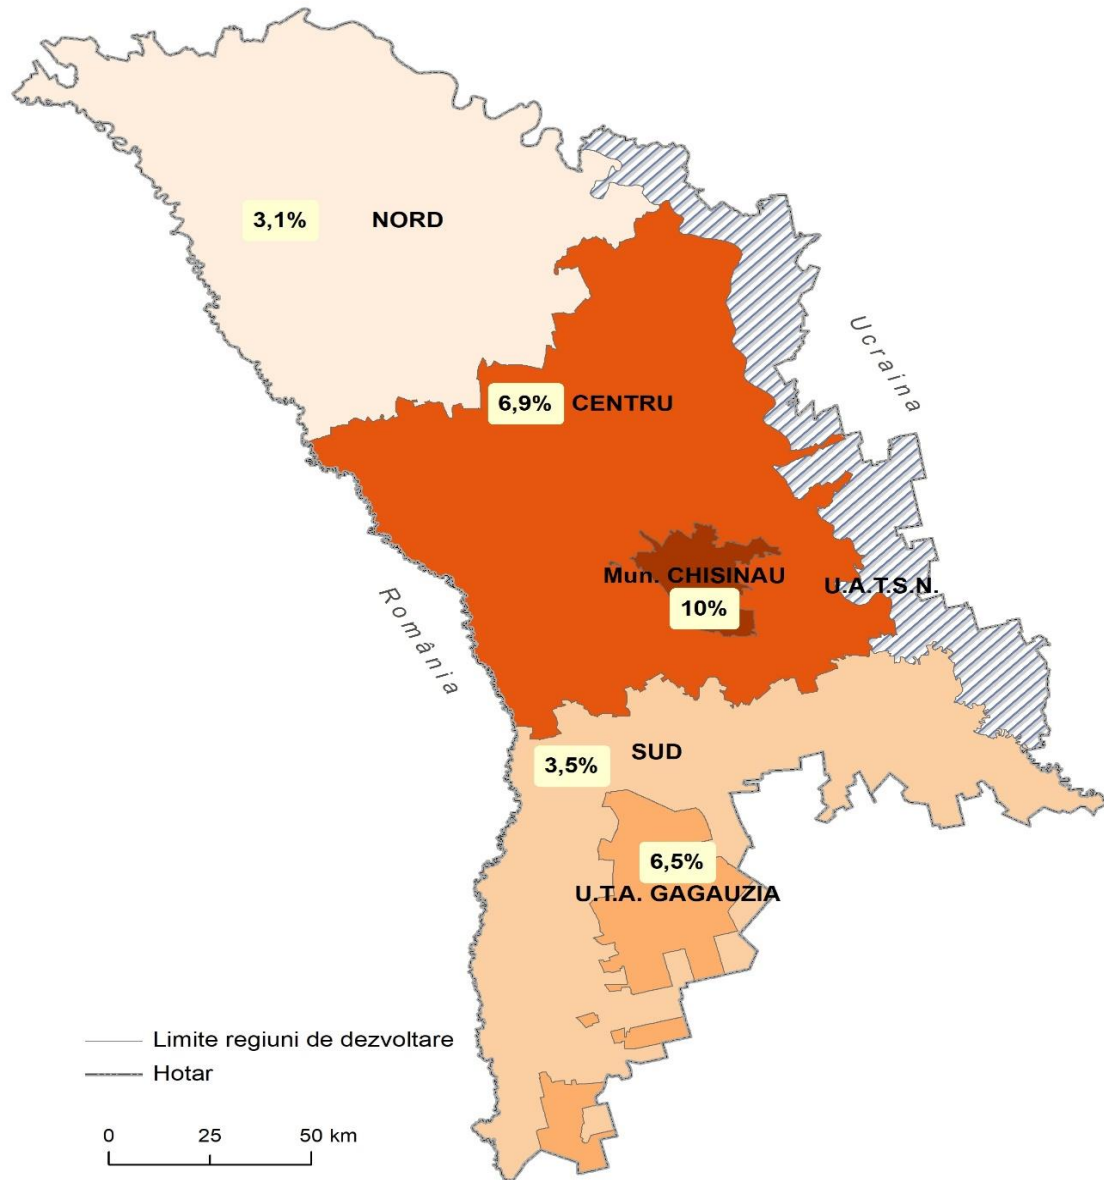 3,1% NORD
Ucraina
6,9% CENTRU
Mun. CHISINAU
10%
U.A.T.S.N.
România
SUD
3,5%
6,5%
U.T.A. GAGAUZIA
Limite regiuni de dezvoltare
Hotar
0 25 50 km